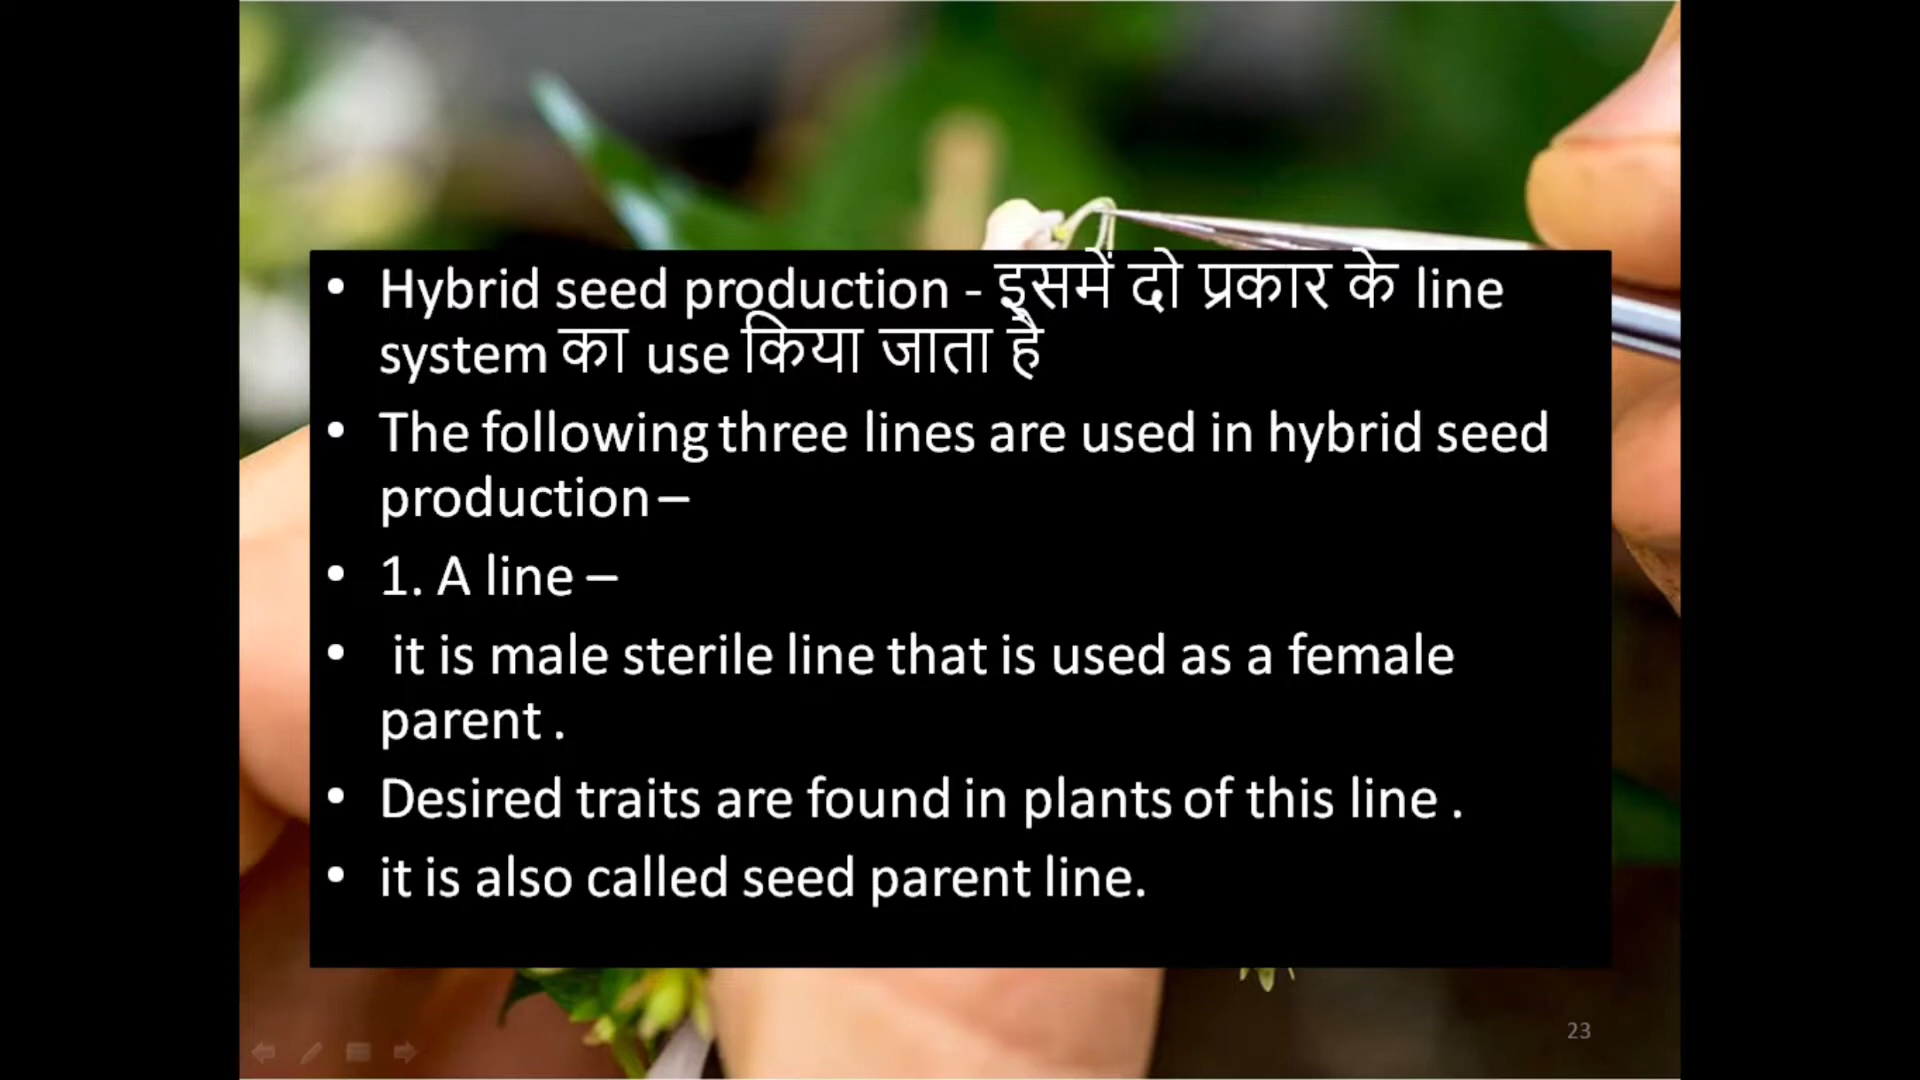 • Hybrid seed production - इसमें दो प्रकार के line
system का use किया जाता है
• The following three lines are used in hybrid seed
production –
• 1. A line –
• it is male sterile line that is used as a female
parent .
• Desired traits are found in plants of this line .
• it is also called seed parent line.
23